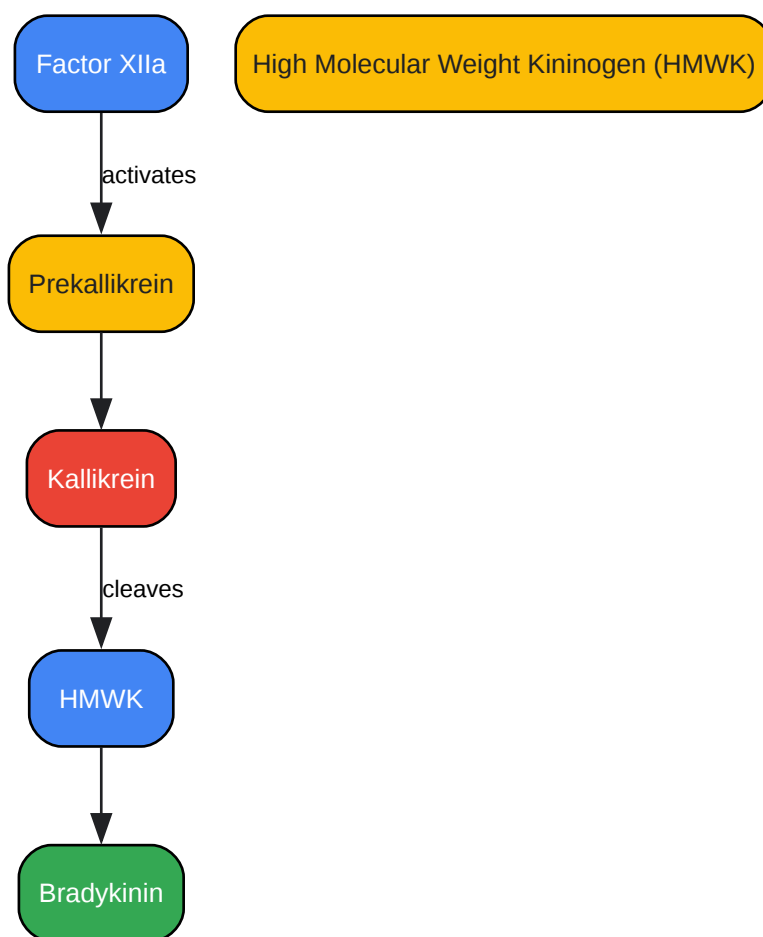 Factor XIIa
High Molecular Weight Kininogen (HMWK)
activates
Prekallikrein
Kallikrein
cleaves
HMWK
Bradykinin